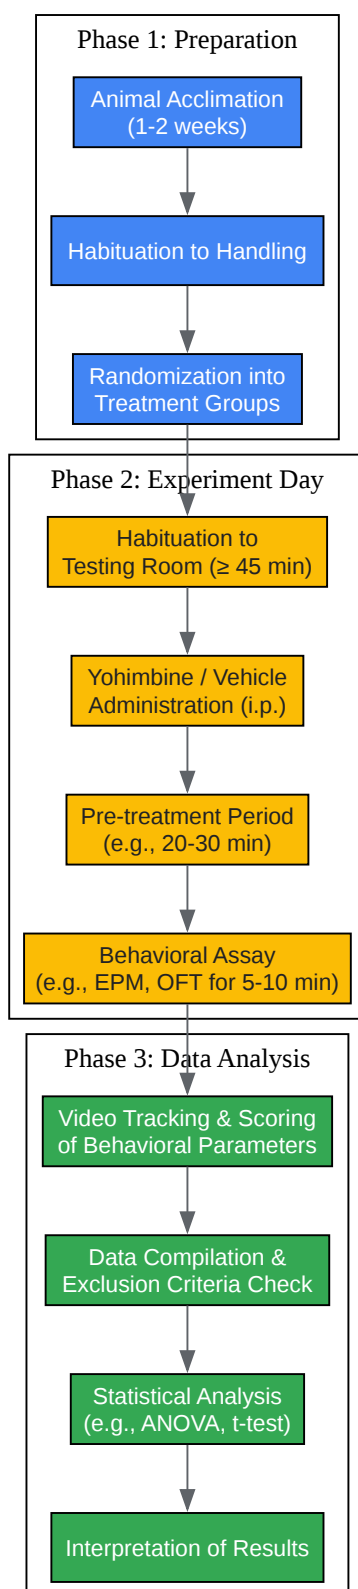 Phase 1: Preparation
Animal Acclimation
(1-2 weeks)
Habituation to Handling
Randomization into
Treatment Groups
Phase 2: Experiment Day
Habituation to
Testing Room (≥ 45 min)
Yohimbine / Vehicle
Administration (i.p.)
Pre-treatment Period
(e.g., 20-30 min)
Behavioral Assay
(e.g., EPM, OFT for 5-10 min)
Phase 3: Data Analysis
Video Tracking & Scoring
of Behavioral Parameters
Data Compilation &
Exclusion Criteria Check
Statistical Analysis
(e.g., ANOVA, t-test)
Interpretation of Results